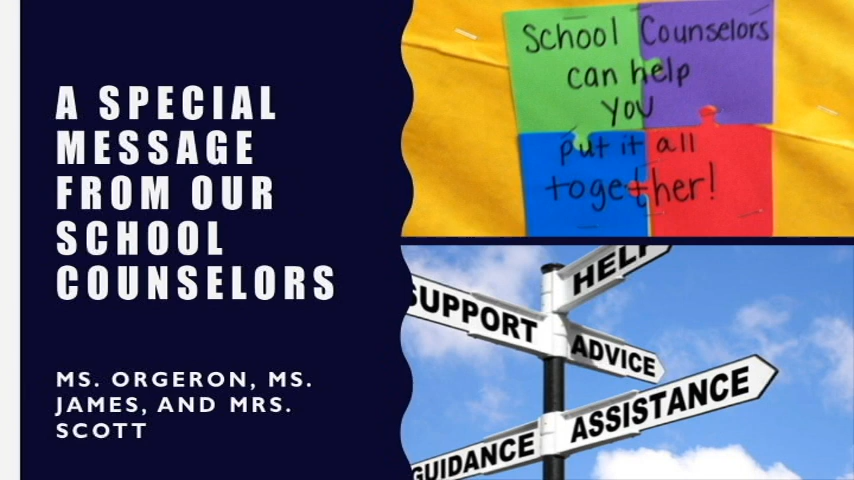 A SPECIAL
MESSAGE
FROM OUR
SCHOOL
COUNSELORS
MS. ORGERON, MS.
JAMES, AND MRS.
SCOTT
School Counselors
can help
you
put it all
together!
HELP
SUPPORT
ADVICE
ASSISTANCE
GUIDANCE